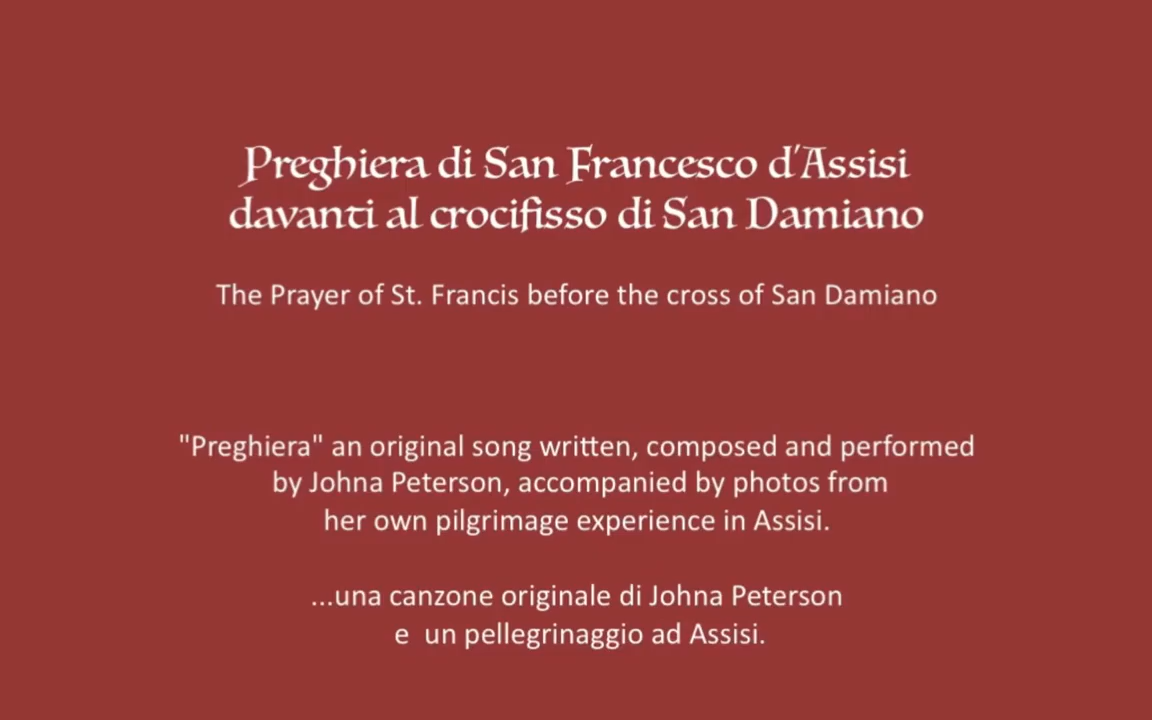 Preghiera di San Francesco d'Assisi
davanti al crocifisso di San Damiano
The Prayer of St. Francis before the cross of San Damiano
"Preghiera" an original song written, composed and performed
by Johna Peterson, accompanied by photos from
her own pilgrimage experience in Assisi.
...una canzone originale di Johna Peterson
e  un pellegrinaggio ad Assisi.